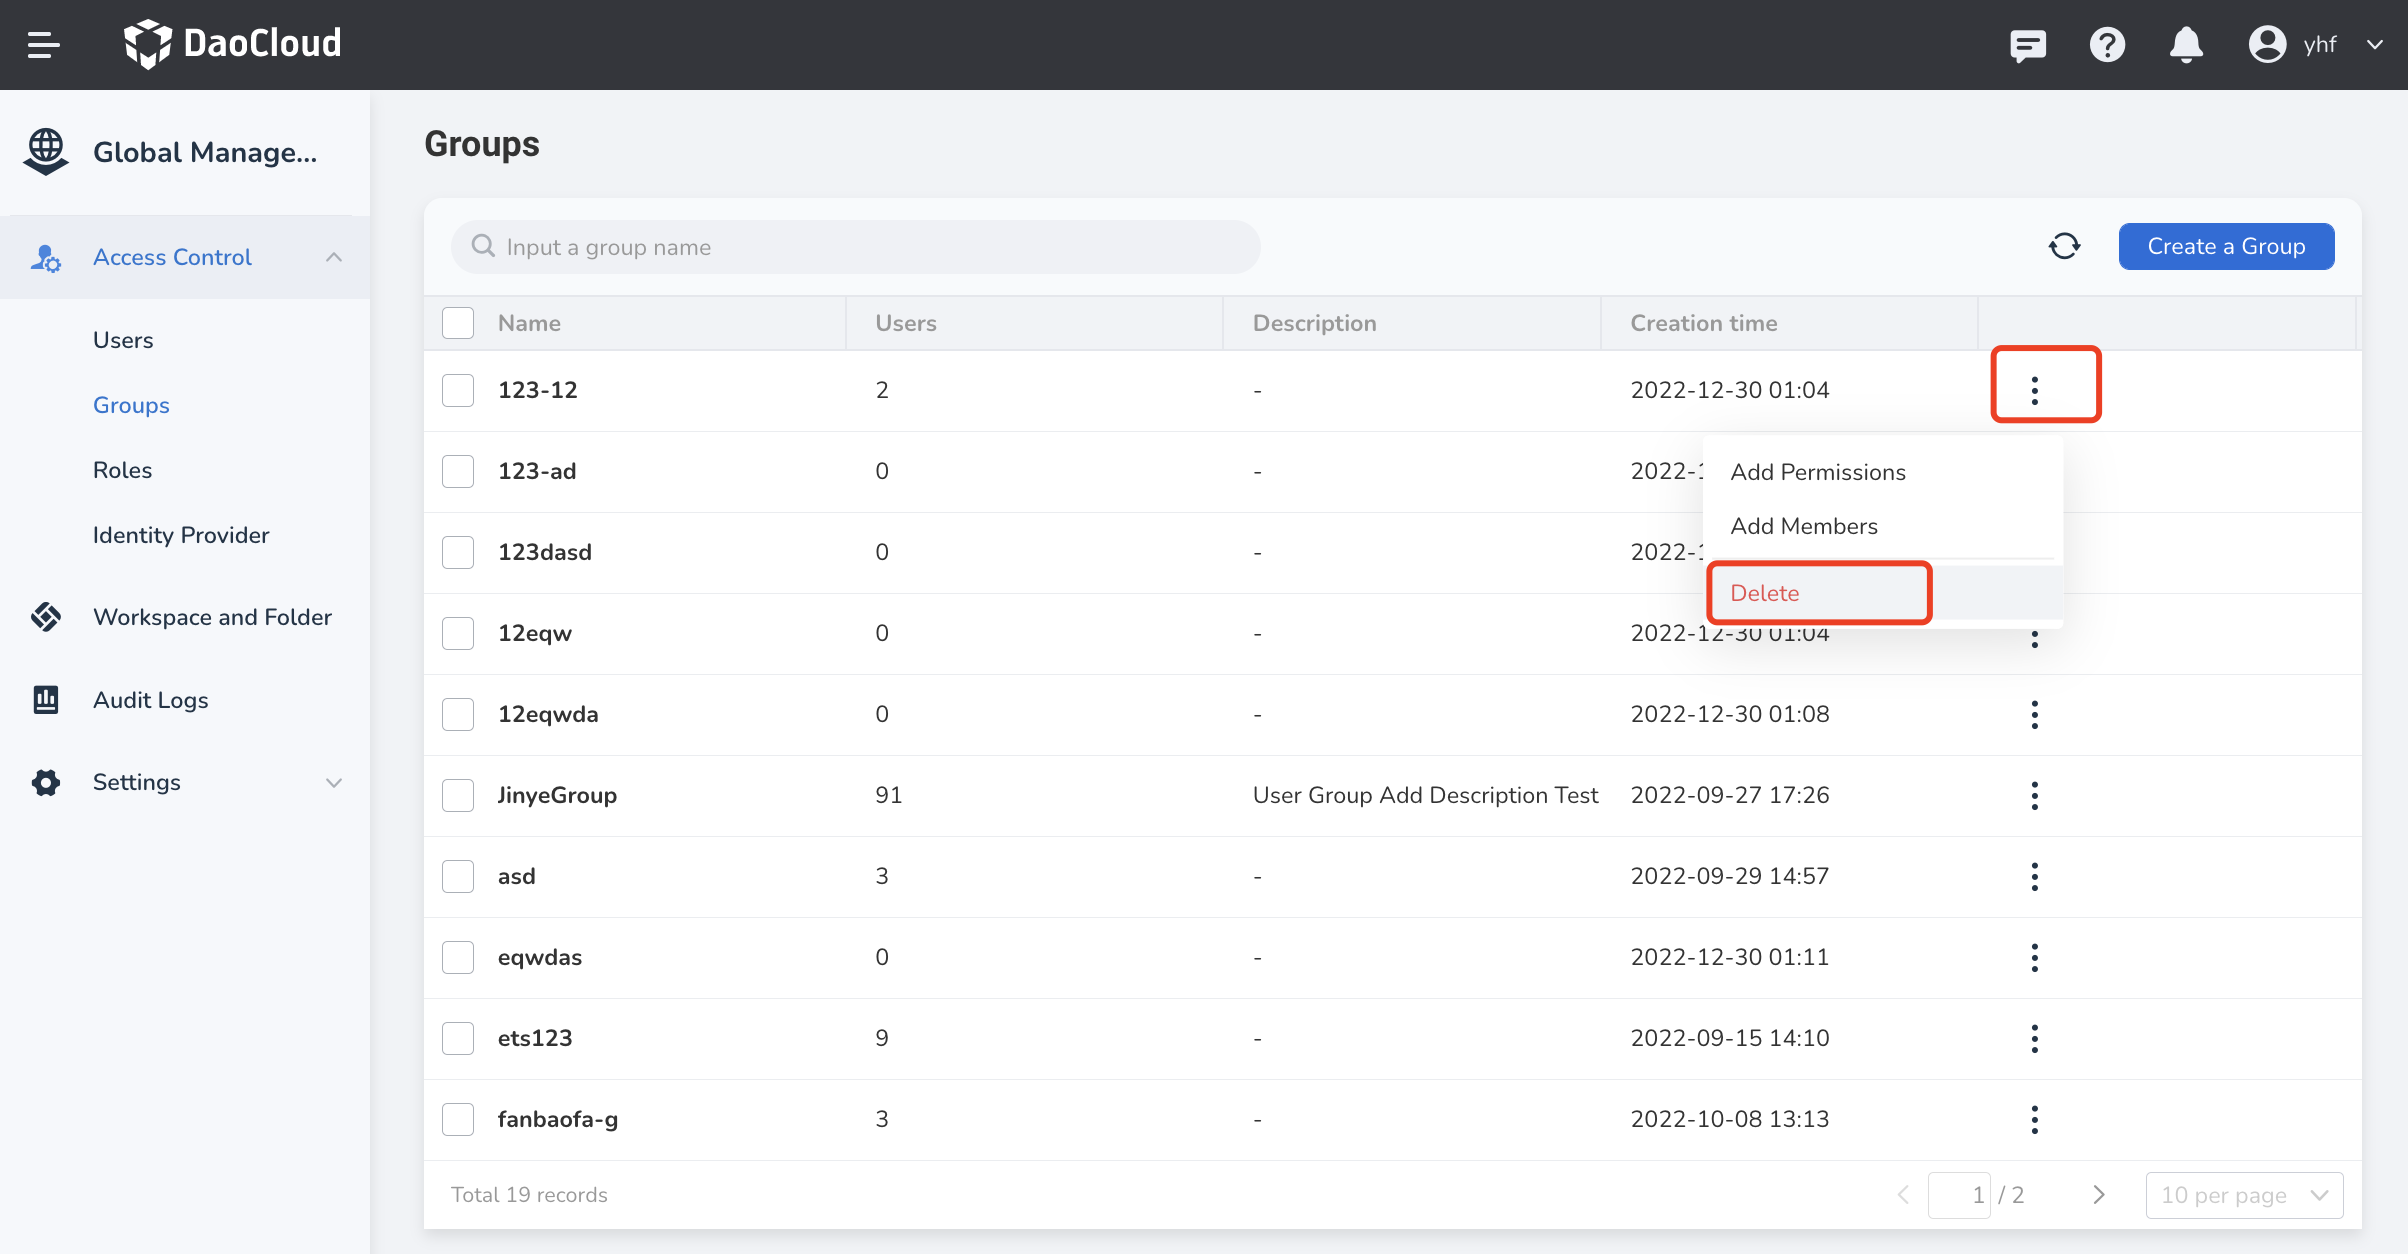 DaoCloud
yhf
Global Manage...
Access Control
Users
Groups
Roles
Identity Provider
Workspace and Folder
Audit Logs
Settings
Groups
Input a group name
Create a Group
Name Users Description Creation time
123-12 2 - 2022-12-30 01:04
123-ad 0 - 2022-1
123dasd 0 - 2022-1
12eqw 0 - 2022-12-30 01:04
12eqwda 0 - 2022-12-30 01:08
JinyeGroup 91 User Group Add Description Test 2022-09-27 17:26
asd 3 - 2022-09-29 14:57
eqwdas 0 - 2022-12-30 01:11
ets123 9 - 2022-09-15 14:10
fanbaofa-g 3 - 2022-10-08 13:13
Add Permissions
Add Members
Delete
Total 19 records
1 / 2
10 per page